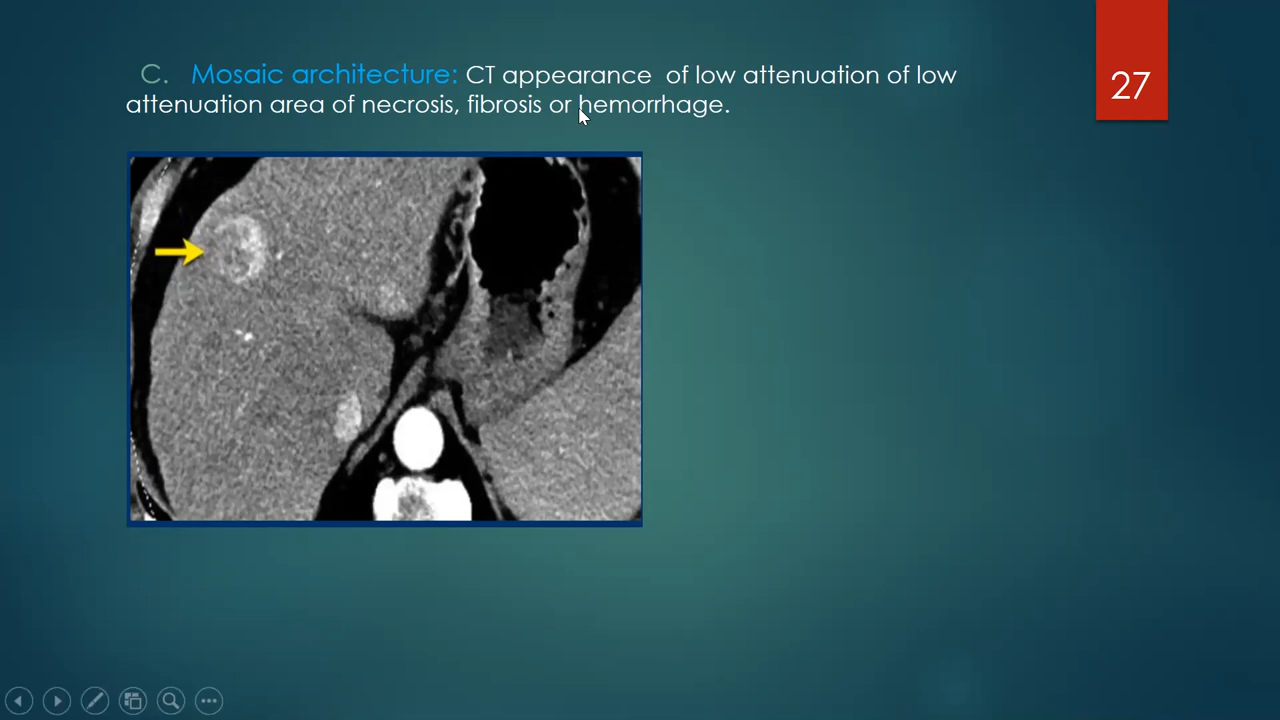 C. Mosaic architecture: CT appearance of low attenuation of low
attenuation area of necrosis, fibrosis or hemorrhage.
27